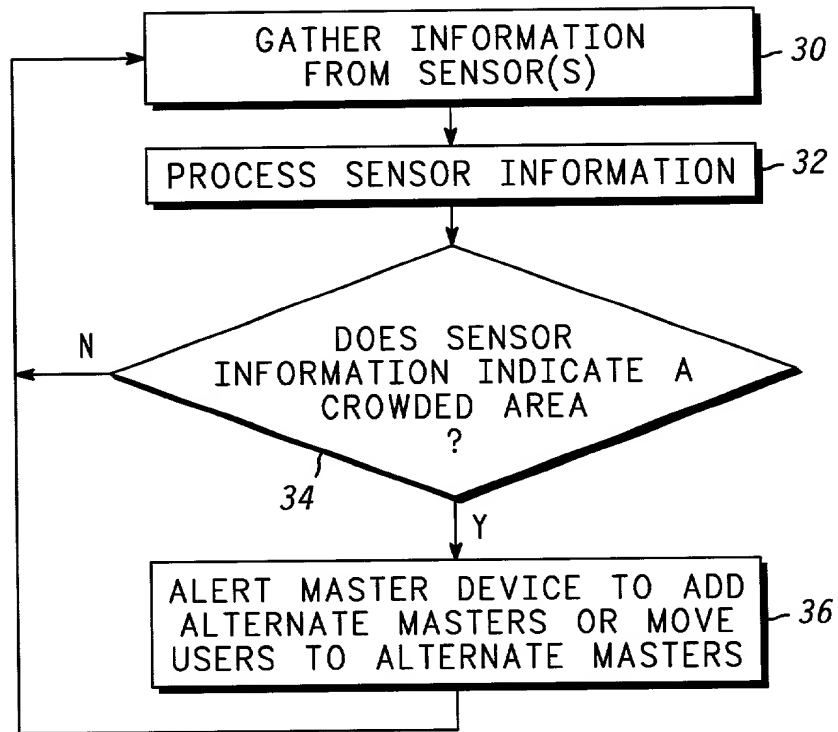 GATHER INFORMATION
FROM SENSOR(S)
30
PROCESS SENSOR INFORMATION
32
DOES SENSOR
INFORMATION INDICATE A
CROWDED AREA
?
N
34
Y
ALERT MASTER DEVICE TO ADD
ALTERNATE MASTERS OR MOVE
USERS TO ALTERNATE MASTERS
36